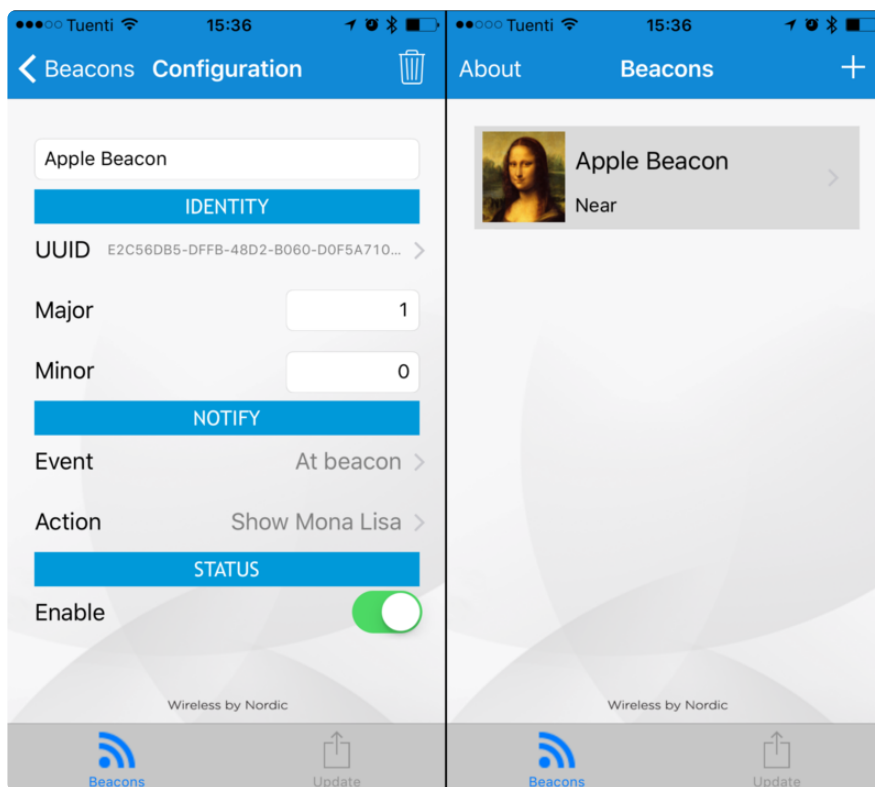 Tuenti 15:36
Beacons Configuration
Apple Beacon
IDENTITY
UUID E2C56DB5-DFFB-48D2-B060-D0F5A710...
Major 1
Minor 0
NOTIFY
Event At beacon
Action Show Mona Lisa
STATUS
Enable
Wireless by Nordic
Beacons Update
Tuenti 15:36
About Beacons +
Apple Beacon
Near
Wireless by Nordic
Beacons Update